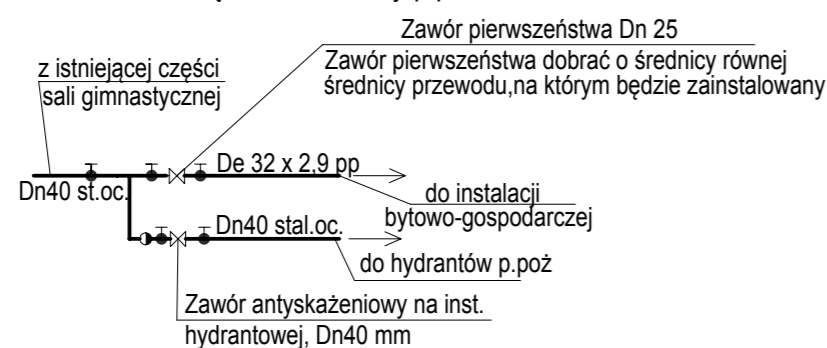 Zawór pierwszeństwa Dn 25
Zawór pierwszeństwa dobrać o średnicy równej
średnicy przewodu,na którym będzie zainstalowany
z istniejącej części
sali gimnastycznej
De 32 x 2,9 pp
Dn40 st.oc.
do instalacji
bytowo-gospodarczej
Dn40 stal.oc.
do hydrantów p.poż
Zawór antyskażeniowy na inst.
hydrantowej, Dn40 mm